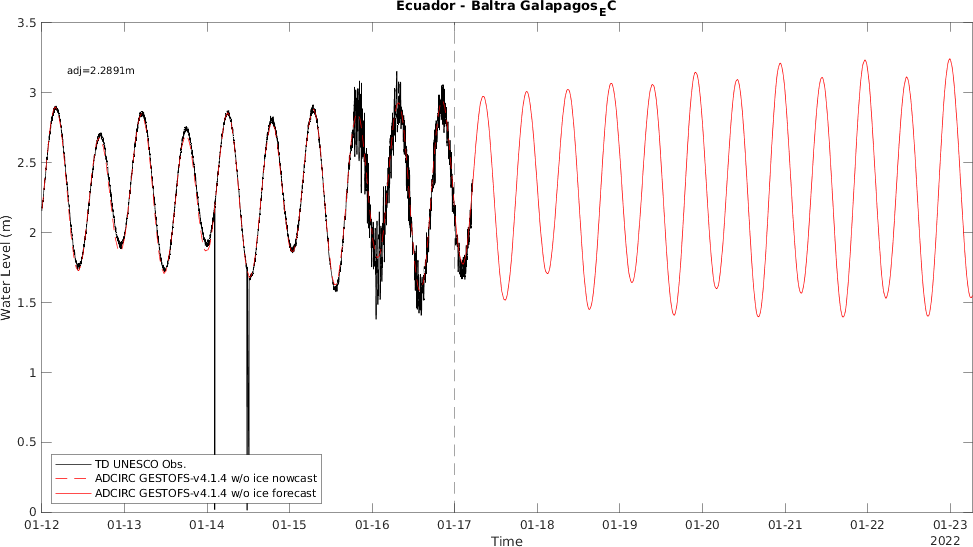 Ecuador - Baltra Galapagos_EC
adj=2.2891m
3.5
3
2.5
2
1.5
1
0.5
0
Water Level (m)
TD UNESCO Obs.
ADCIRC GESTOFS-v4.1.4 w/o ice nowcast
ADCIRC GESTOFS-v4.1.4 w/o ice forecast
01-12 01-13 01-14 01-15 01-16 01-17 01-18 01-19 01-20 01-21 01-22 01-23
Time
2022